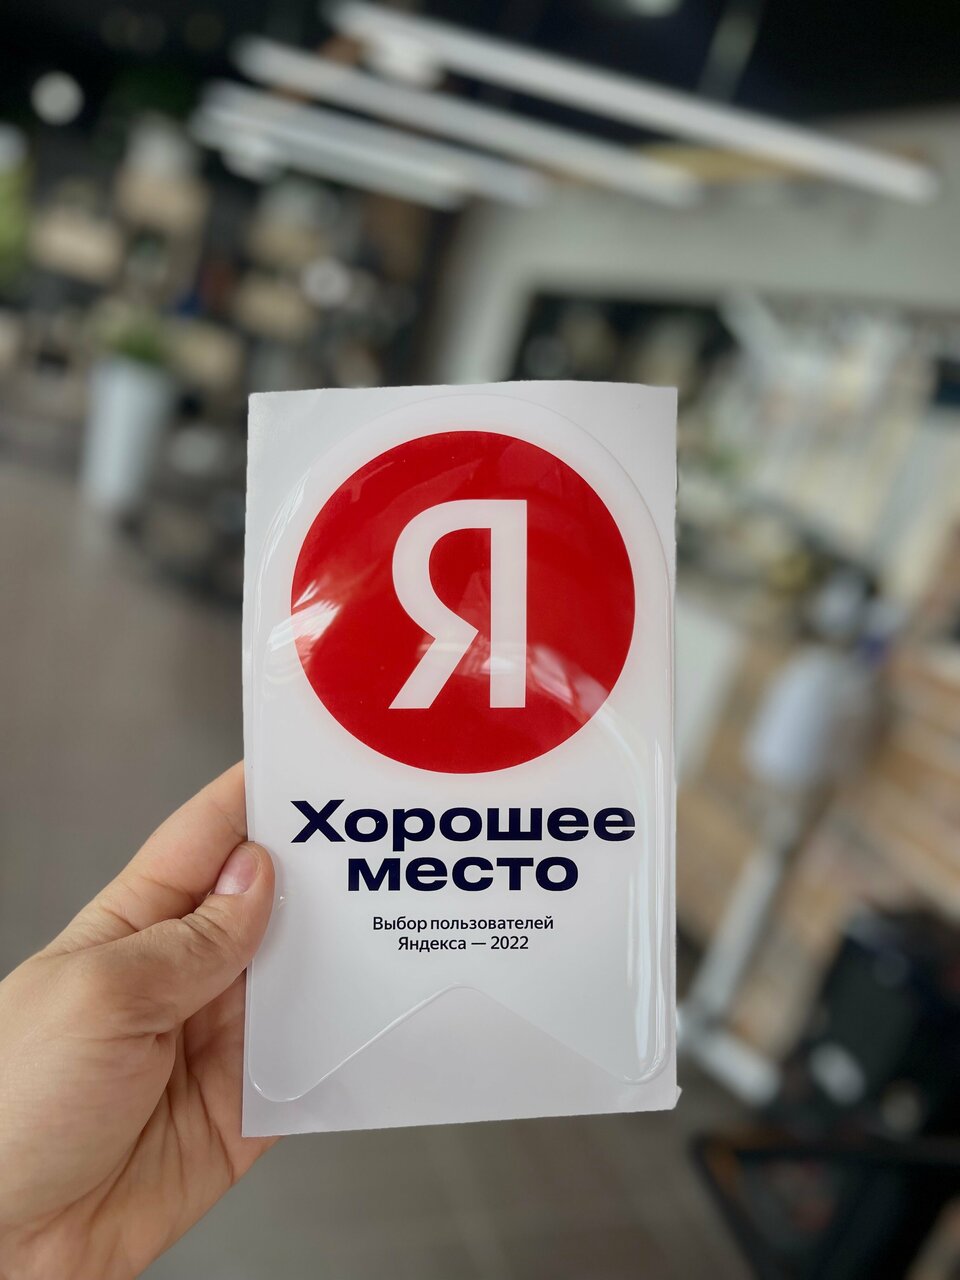 Я
Хорошее
место
Выбор пользователей
Яндекса — 2022